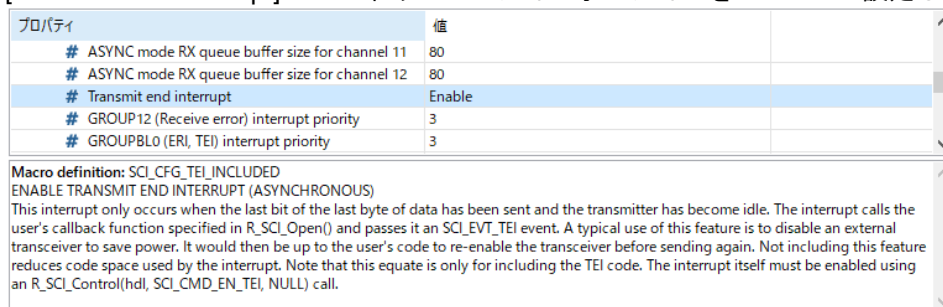 プロパティ 値
# ASYNC mode RX queue buffer size for channel 11 80
# ASYNC mode RX queue buffer size for channel 12 80
# Transmit end interrupt Enable
# GROUP12 (Receive error) interrupt priority 3
# GROUPBL0 (ERI, TEI) interrupt priority 3
Macro definition: SCI_CFG_TEI_INCLUDED
ENABLE TRANSMIT END INTERRUPT (ASYNCHRONOUS)
This interrupt only occurs when the last bit of the last byte of data has been sent and the transmitter has become idle. The interrupt calls the
user's callback function specified in R_SCI_Open() and passes it an SCI_EVT_TEI event. A typical use of this feature is to disable an external
transceiver to save power. It would then be up to the user's code to re-enable the transceiver before sending again. Not including this feature
reduces code space used by the interrupt. Note that this equate is only for including the TEI code. The interrupt itself must be enabled using
an R_SCI_Control(hdl, SCI_CMD_EN_TEI, NULL) call.